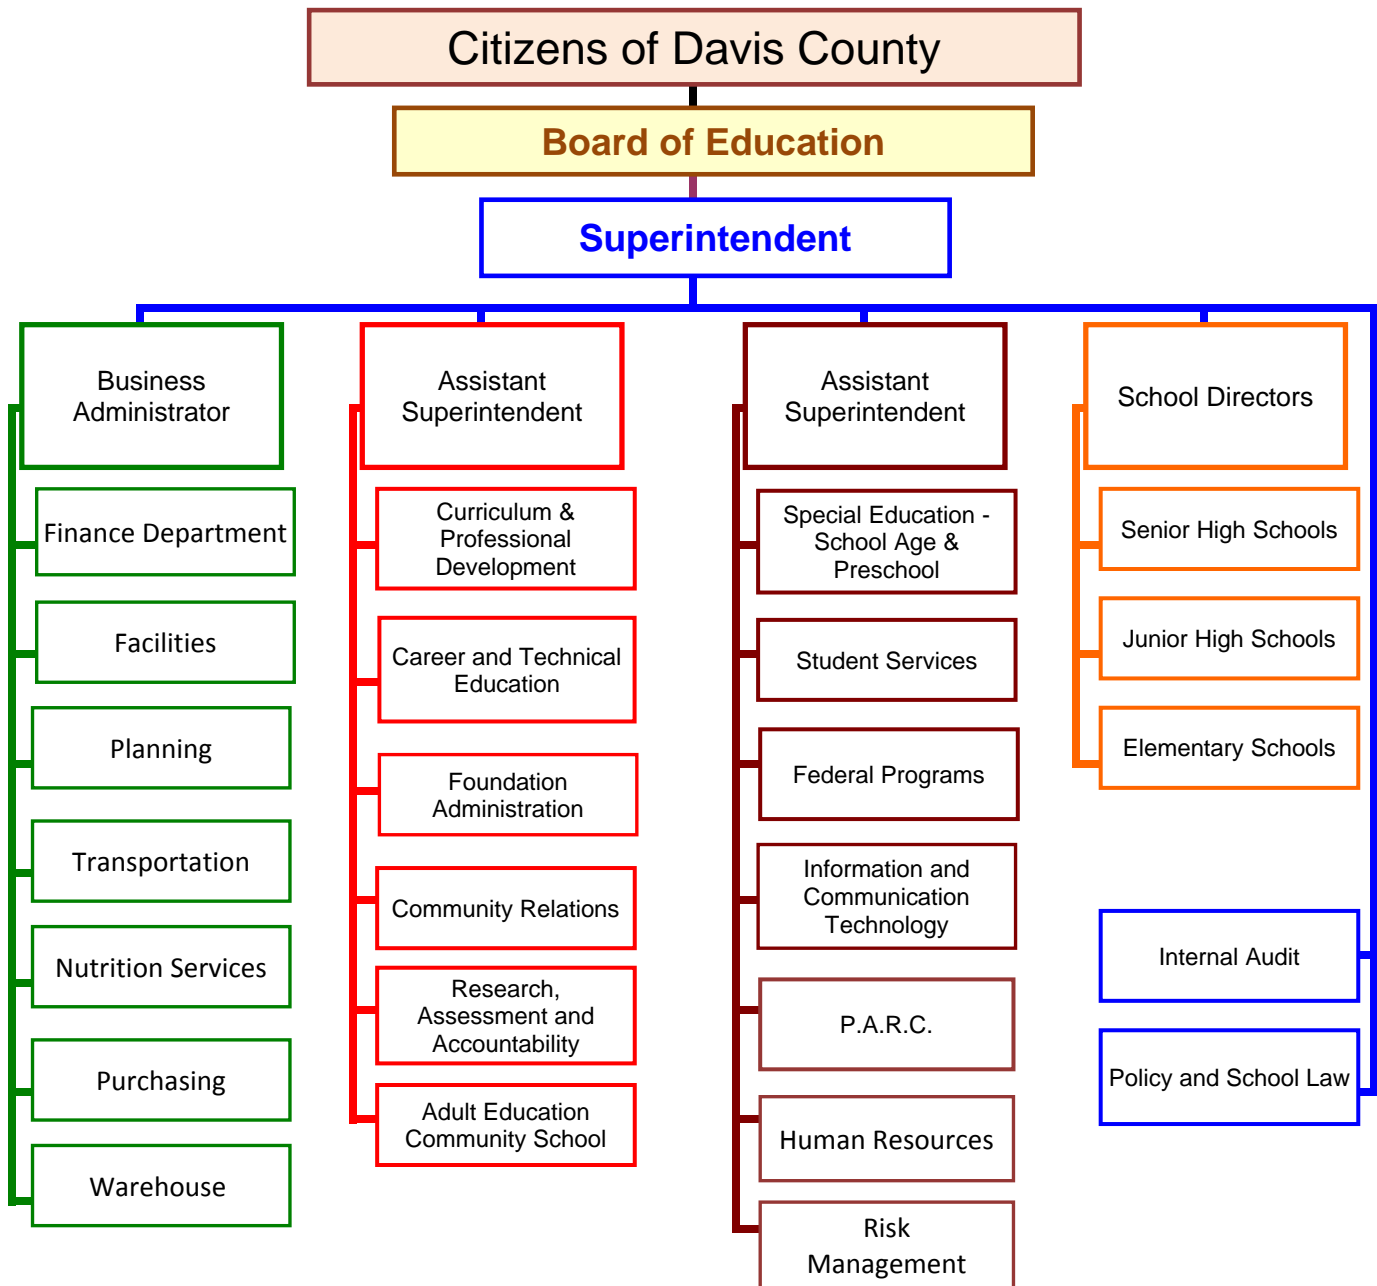 Citizens of Davis County
Board of Education
Superintendent
Business
Administrator
Finance Department
Facilities
Planning
Transportation
Nutrition Services
Purchasing
Warehouse
Assistant
Superintendent
Curriculum &
Professional
Development
Career and Technical
Education
Foundation
Administration
Community Relations
Research,
Assessment and
Accountability
Adult Education
Community School
Assistant
Superintendent
Special Education -
School Age &
Preschool
Student Services
Federal Programs
Information and
Communication
Technology
P.A.R.C.
Human Resources
Risk
Management
School Directors
Senior High Schools
Junior High Schools
Elementary Schools
Internal Audit
Policy and School Law